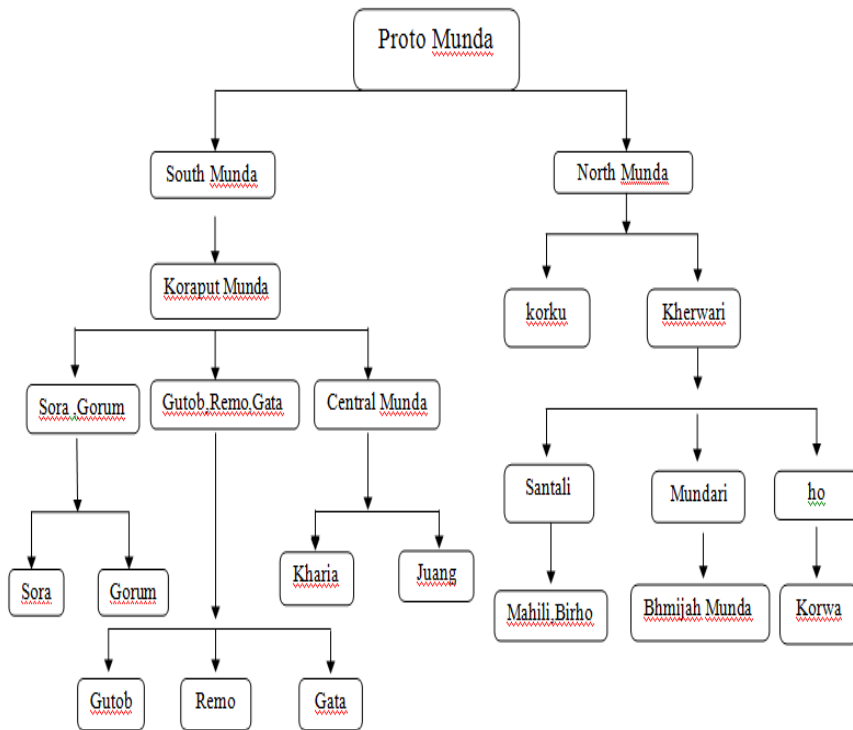 Proto Munda
South Munda
North Munda
Koraput Munda
korku
Kherwari
Sora ,Gorum
Gutob,Remo,Gata
Central Munda
Santali
Mundari
ho
Sora
Gorum
Kharia
Juang
Mahili,Birho
Bhmijah Munda
Korwa
Gutob
Remo
Gata